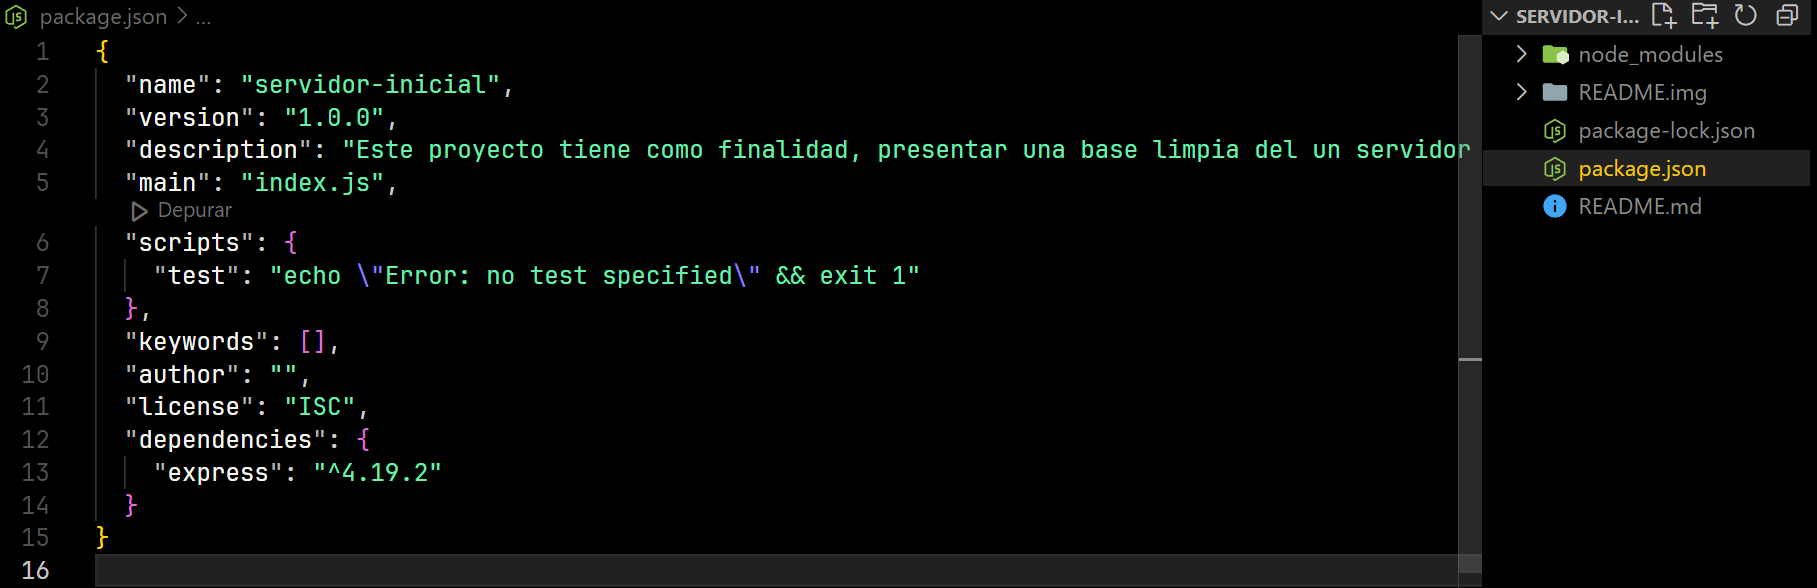 package.json > ...
1 {
2 "name": "servidor-inicial",
3 "version": "1.0.0",
4 "description": "Este proyecto tiene como finalidad, presentar una base limpia del un servidor
5 "main": "index.js",
Depurar
6 "scripts": {
7 "test": "echo \"Error: no test specified\" && exit 1"
8 },
9 "keywords": [],
10 "author": "",
11 "license": "ISC",
12 "dependencies": {
13 "express": "^4.19.2"
14 }
15 }
16
SERVIDOR-I...
node_modules
README.img
package-lock.json
package.json
README.md